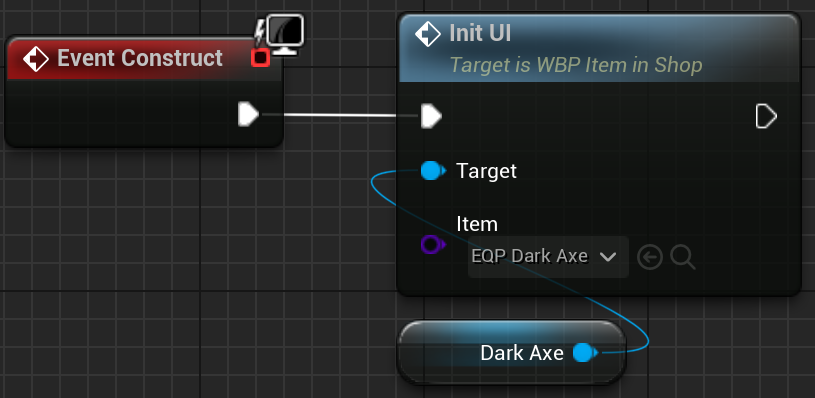 Event Construct
Init UI
Target is WBP Item in Shop
Target
Item
EQP Dark Axe
Dark Axe